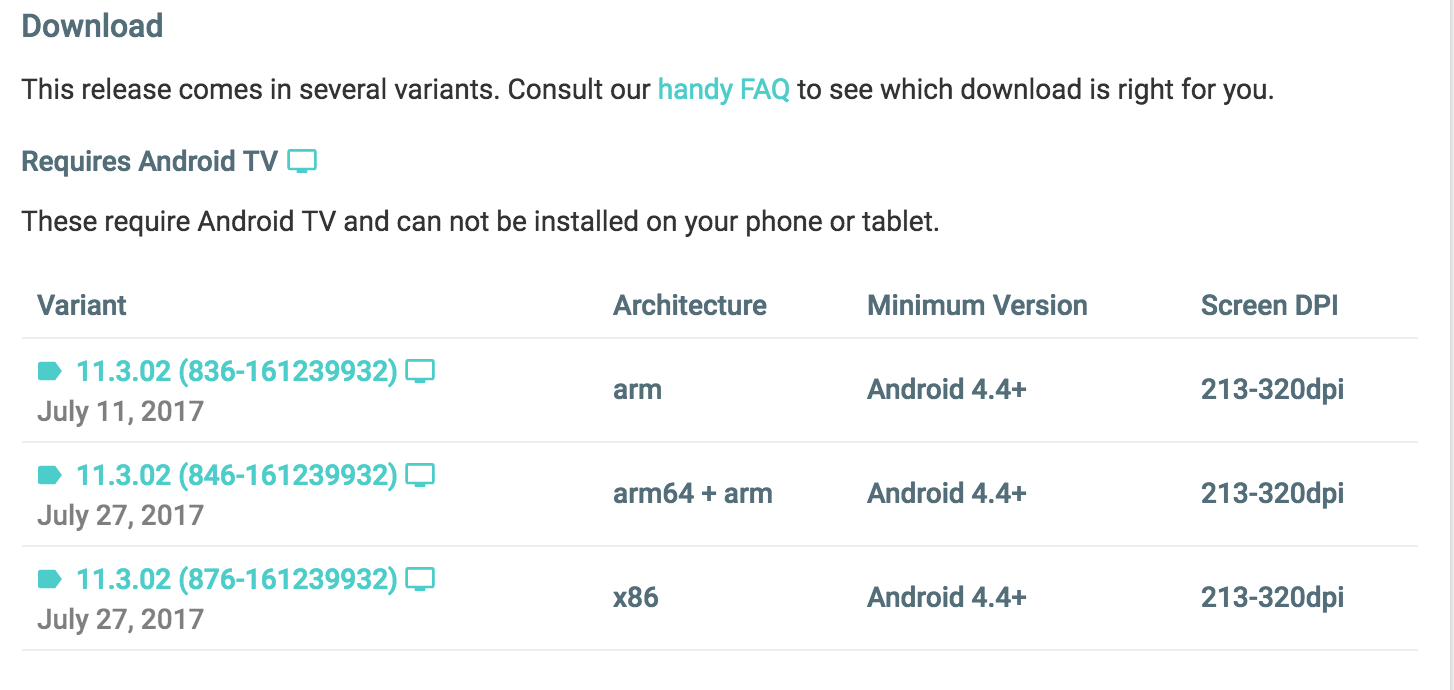 Download
This release comes in several variants. Consult our handy FAQ to see which download is right for you.
Requires Android TV
These require Android TV and can not be installed on your phone or tablet.
Variant Architecture Minimum Version Screen DPI
11.3.02 (836-161239932)
July 11, 2017
arm Android 4.4+ 213-320dpi
11.3.02 (846-161239932)
July 27, 2017
arm64 + arm Android 4.4+ 213-320dpi
11.3.02 (876-161239932)
July 27, 2017
x86 Android 4.4+ 213-320dpi